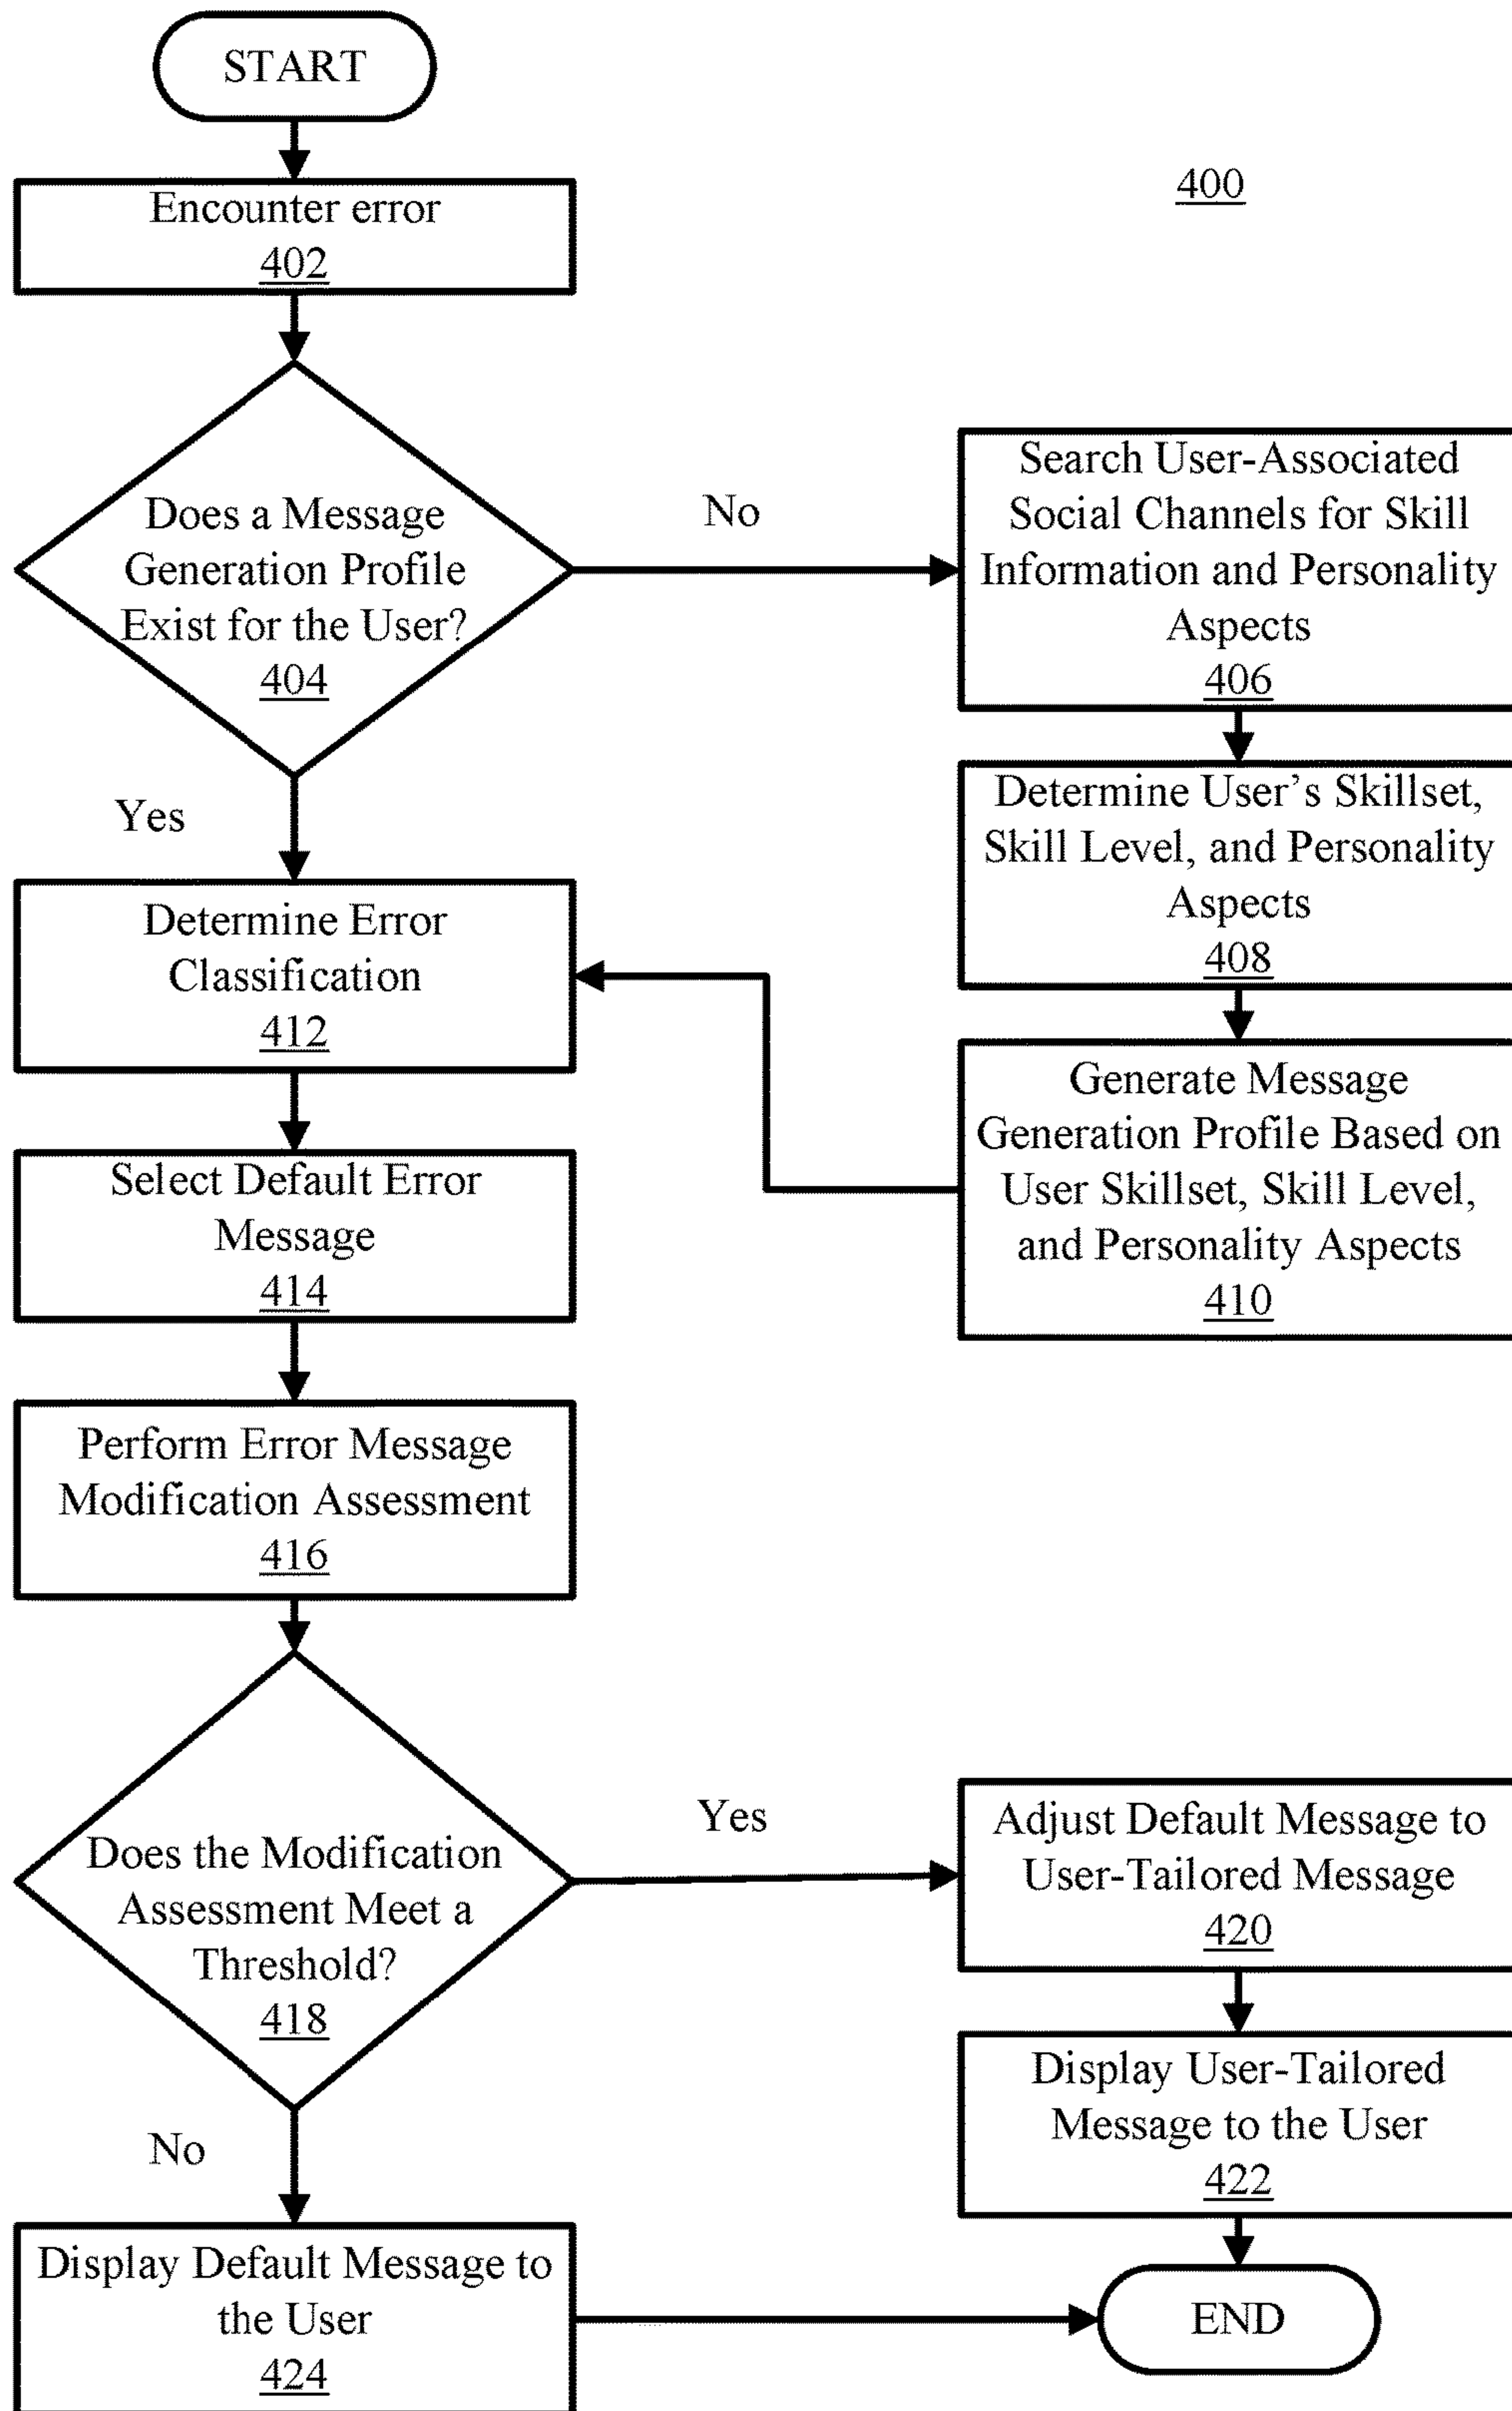 START
400
Encounter error
402
Does a Message
Generation Profile
Exist for the User?
404
No
Yes
Search User-Associated
Social Channels for Skill
Information and Personality
Aspects
406
Determine User’s Skillset,
Skill Level, and Personality
Aspects
408
Generate Message
Generation Profile Based on
User Skillset, Skill Level,
and Personality Aspects
410
Determine Error
Classification
412
Select Default Error
Message
414
Perform Error Message
Modification Assessment
416
Does the Modification
Assessment Meet a
Threshold?
418
Yes
No
Adjust Default Message to
User-Tailored Message
420
Display User-Tailored
Message to the User
422
Display Default Message to
the User
424
END